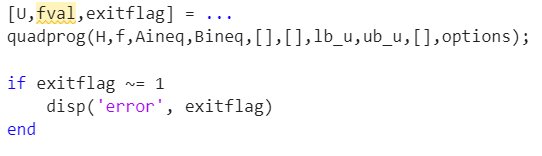 [U,fval,exitflag] = ...
quadprog(H,f,Aineq,Bineq,[],[],lb_u,ub_u,[],options);
if exitflag ~= 1
disp('error', exitflag)
end